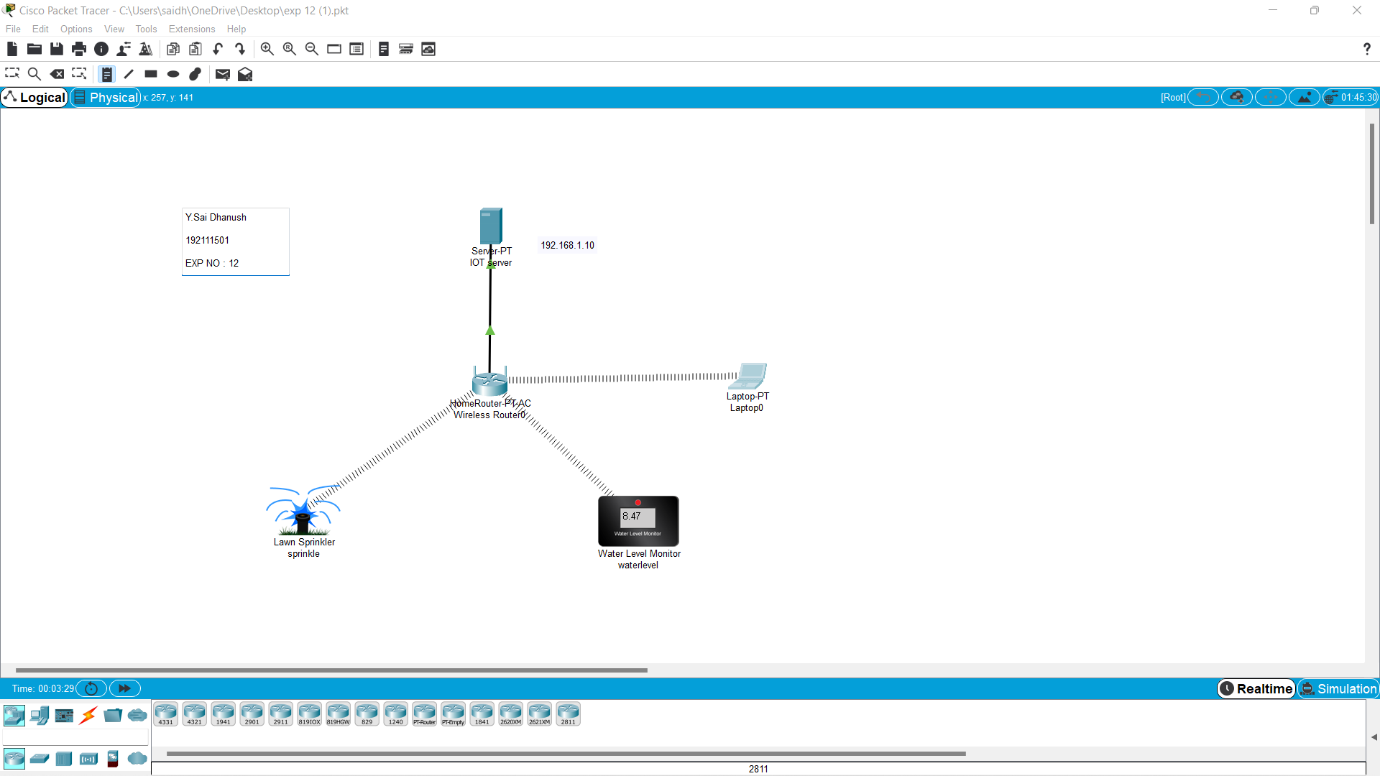 Cisco Packet Tracer - C:\Users\saidh\OneDrive\Desktop\exp 12 (1).pkt
File Edit Options View Tools Extensions Help
?
Logical Physical x: 257, y: 141 [Root] 01:45:30
Y.Sai Dhanush
192111501
EXP NO : 12
Server-PT
IOT server
192.168.1.10
HomeRouter-PT-AC
Wireless Router0
Laptop-PT
Laptop0
Lawn Sprinkler
sprinkle
8.47
Water Level Monitor
Water Level Monitor
waterlevel
Time: 00:03:29 Realtime Simulation
4331 4321 1941 2901 2911 819IOX 819HGW 829 1240 PT-Router PT-Empty 1841 2620XM 2621XM 2811
2811